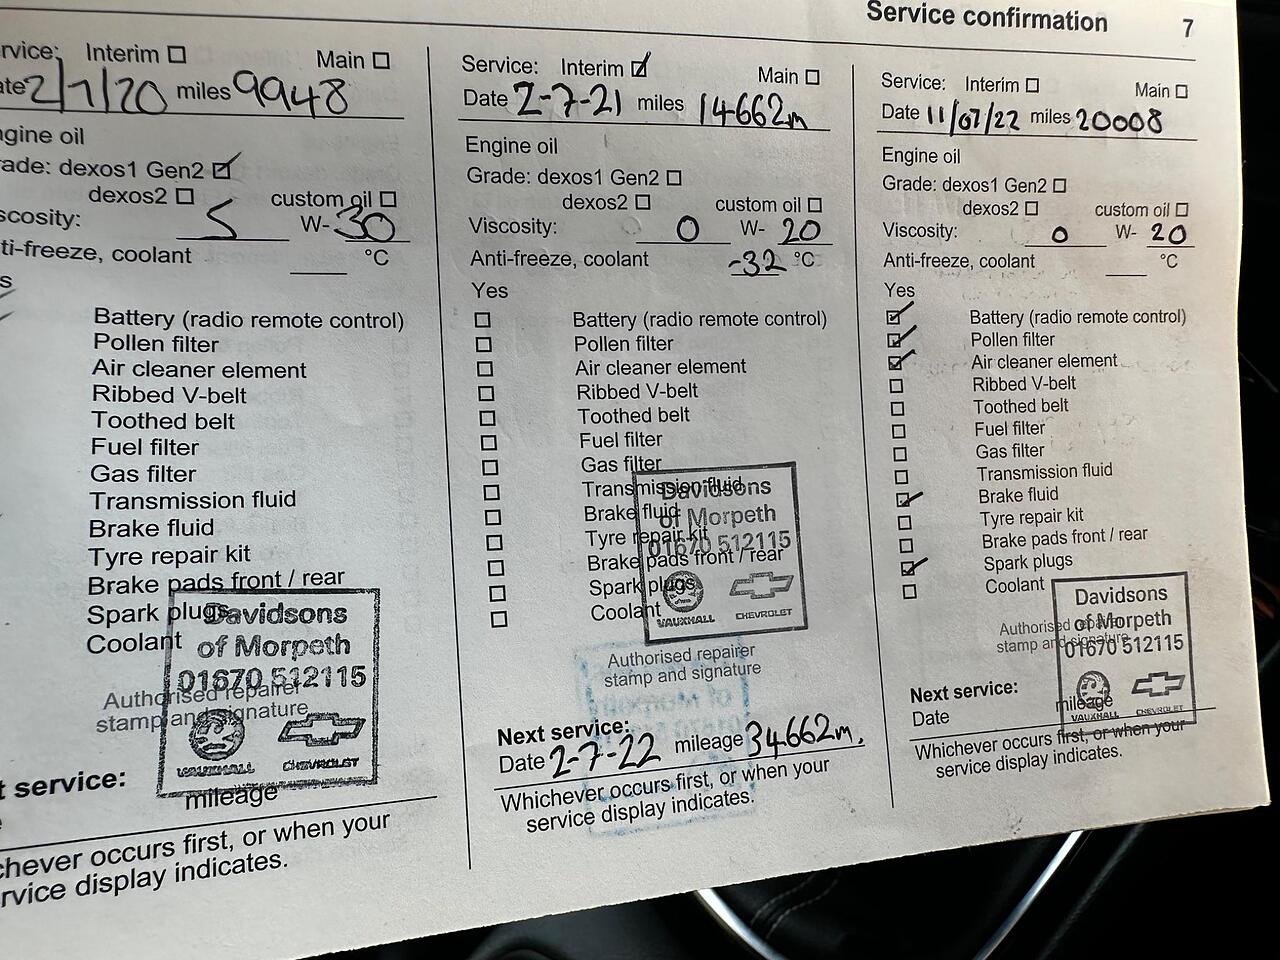 Service confirmation 7
rvice: Interim ☐ Main ☐
ate 2/7/20 miles 9948
ngine oil
rade: dexos1 Gen2 ☑
dexos2 ☐ custom oil ☐
scosity: 5 W- 30
ti-freeze, coolant °C
s
Battery (radio remote control)
Pollen filter
Air cleaner element
Ribbed V-belt
Toothed belt
Fuel filter
Gas filter
Transmission fluid
Brake fluid
Tyre repair kit
Brake pads front / rear
Spark plugs
Coolant
Davidsons
of Morpeth
01670 512115
VAUXHALL CHEVROLET
Authorised repairer
stamp and signature
t service:
e mileage
chever occurs first, or when your
rvice display indicates.
Service: Interim ☑ Main ☐
Date 2-7-21 miles 14662m
Engine oil
Grade: dexos1 Gen2 ☐
dexos2 ☐ custom oil ☐
Viscosity: 0 W- 20
Anti-freeze, coolant -32 °C
Yes
☐ Battery (radio remote control)
☐ Pollen filter
☐ Air cleaner element
☐ Ribbed V-belt
☐ Toothed belt
☐ Fuel filter
☐ Gas filter
☐ Transmission fluid
☐ Brake fluid
☐ Tyre repair kit
☐ Brake pads front / rear
☐ Spark plugs
☐ Coolant
Davidsons
of Morpeth
01670 512115
VAUXHALL CHEVROLET
Authorised repairer
stamp and signature
Next service:
Date 2-7-22 mileage 34662m.
Whichever occurs first, or when your
service display indicates.
Service: Interim ☐ Main ☐
Date 11/07/22 miles 20008
Engine oil
Grade: dexos1 Gen2 ☐
dexos2 ☐ custom oil ☐
Viscosity: 0 W- 20
Anti-freeze, coolant °C
Yes
☑ Battery (radio remote control)
☑ Pollen filter
☑ Air cleaner element
☐ Ribbed V-belt
☐ Toothed belt
☐ Fuel filter
☐ Gas filter
☐ Transmission fluid
☑ Brake fluid
☐ Tyre repair kit
☐ Brake pads front / rear
☑ Spark plugs
☐ Coolant
Davidsons
of Morpeth
01670 512115
VAUXHALL CHEVROLET
Authorised repairer
stamp and signature
Next service:
Date mileage
Whichever occurs first, or when your
service display indicates.